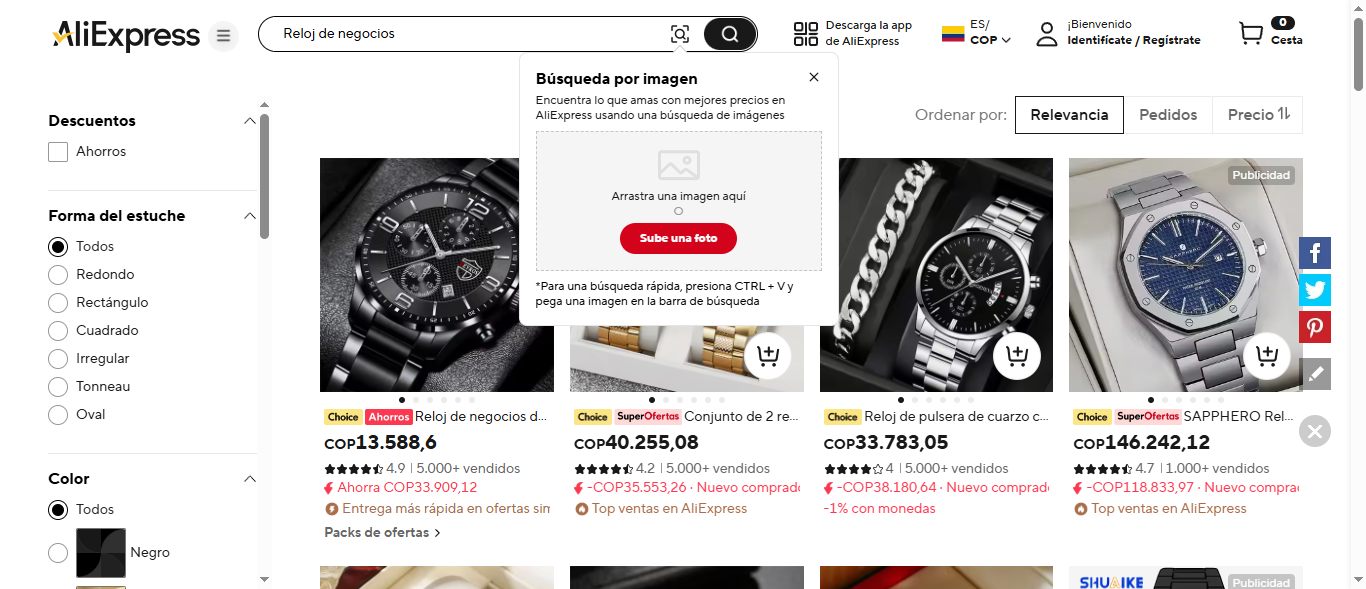 AliExpress
Reloj de negocios
Descarga la app
de AliExpress
ES/
COP
¡Bienvenido
Identifícate / Regístrate
0
Cesta
Búsqueda por imagen
Encuentra lo que amas con mejores precios en
AliExpress usando una búsqueda de imágenes
Arrastra una imagen aquí
O
Sube una foto
*Para una búsqueda rápida, presiona CTRL + V y
pega una imagen en la barra de búsqueda
Descuentos
Ahorros
Forma del estuche
Todos
Redondo
Rectángulo
Cuadrado
Irregular
Tonneau
Oval
Color
Todos
Negro
Ordenar por:
Relevancia
Pedidos
Precio
Publicidad
Choice Ahorros Reloj de negocios d...
COP13.588,6
4.9 | 5.000+ vendidos
Ahorra COP33.909,12
Entrega más rápida en ofertas sim
Packs de ofertas >
Choice SuperOfertas Conjunto de 2 re...
COP40.255,08
4.2 | 5.000+ vendidos
-COP35.553,26 · Nuevo comprado
Top ventas en AliExpress
Choice Reloj de pulsera de cuarzo c...
COP33.783,05
4 | 5.000+ vendidos
-COP38.180,64 · Nuevo comprad
-1% con monedas
Choice SuperOfertas SAPPHERO Rel...
COP146.242,12
4.7 | 1.000+ vendidos
-COP118.833,97 · Nuevo compra
Top ventas en AliExpress
SHUAIKE
Publicidad